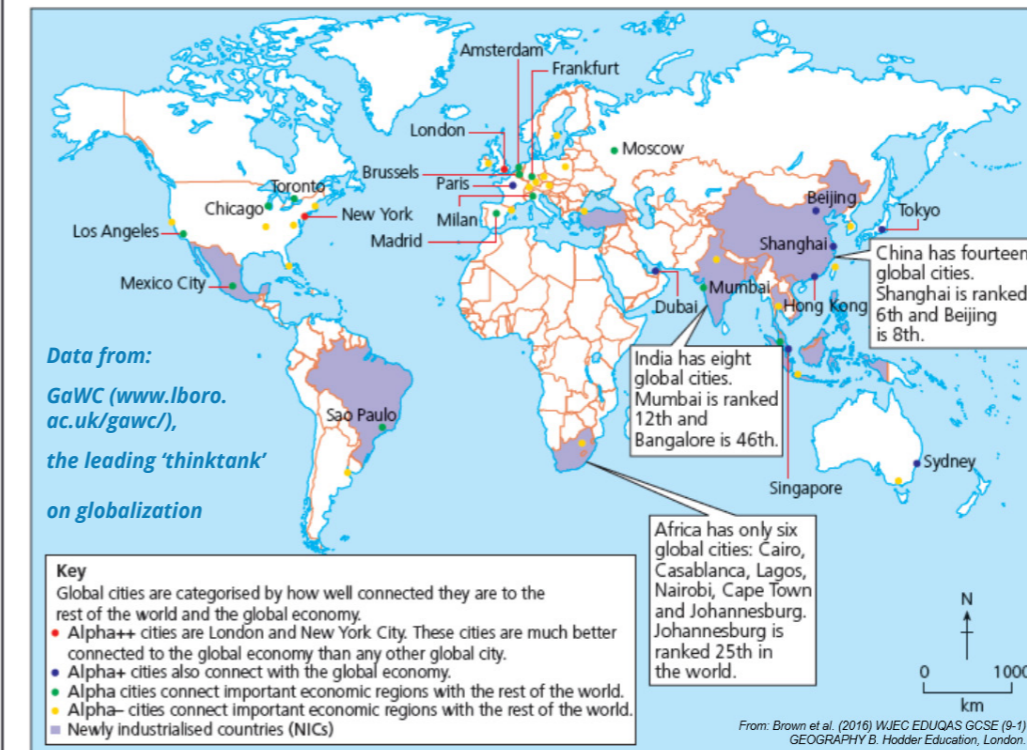 Amsterdam
Frankfurt
London
Moscow
Brussels
Paris
Toronto
Chicago
New York
Milan
Madrid
Los Angeles
Mexico City
Beijing
Tokyo
Shanghai
Mumbai
Dubai
Hong Kong
China has fourteen
global cities.
Shanghai is ranked
6th and Beijing
is 8th.
India has eight
global cities.
Mumbai is ranked
12th and
Bangalore is 46th.
Data from:
GaWC (www.lboro.
ac.uk/gawc/),
the leading ‘thinktank’
on globalization
Sao Paulo
Sydney
Singapore
Africa has only six
global cities: Cairo,
Casablanca, Lagos,
Nairobi, Cape Town
and Johannesburg.
Johannesburg is
ranked 25th in
the world.
Key
Global cities are categorised by how well connected they are to the
rest of the world and the global economy.
Alpha++ cities are London and New York City. These cities are much better
connected to the global economy than any other global city.
Alpha+ cities also connect with the global economy.
Alpha cities connect important economic regions with the rest of the world.
Alpha– cities connect important economic regions with the rest of the world.
Newly industrialised countries (NICs)
N
0 1000
km
From: Brown et al. (2016) WJEC EDUQAS GCSE (9-1)
GEOGRAPHY B. Hodder Education, London.